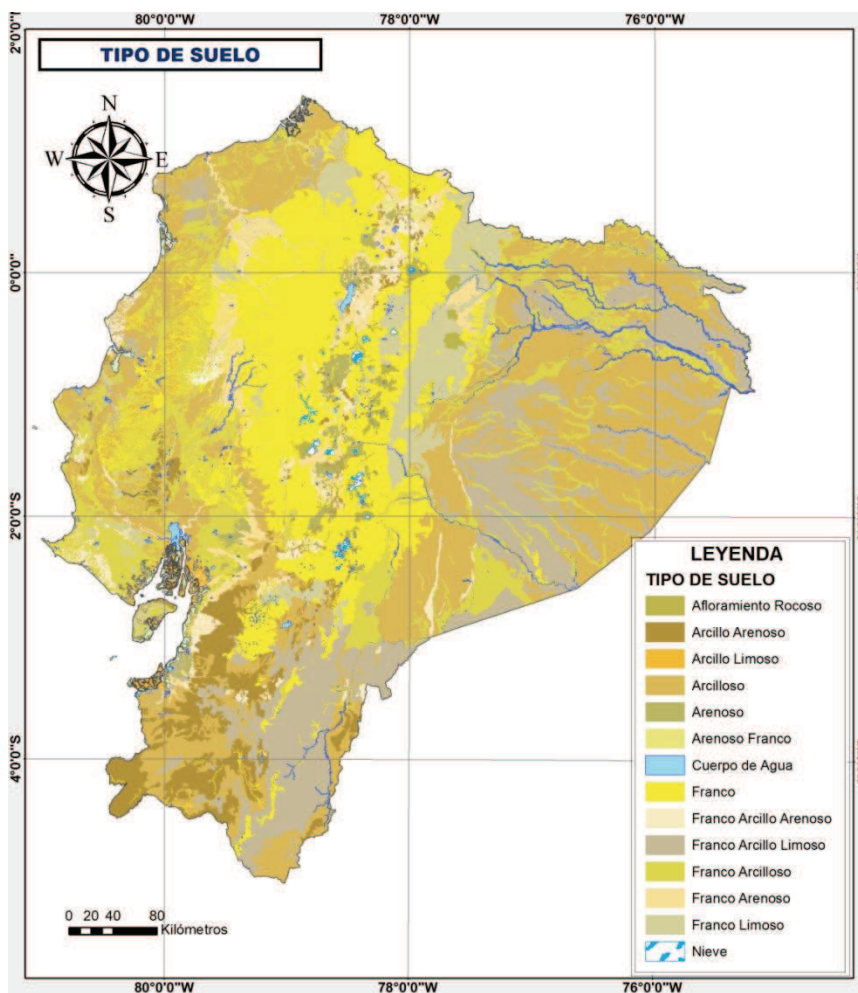 80°0'0"W 78°0'0"W 76°0'0"W
TIPO DE SUELO
N
W E
S
0°0'0"
2°0'0"S
4°0'0"S
LEYENDA
TIPO DE SUELO
Afloramiento Rocoso
Arcillo Arenoso
Arcillo Limoso
Arcilloso
Arenoso
Arenoso Franco
Cuerpo de Agua
Franco
Franco Arcillo Arenoso
Franco Arcillo Limoso
Franco Arcilloso
Franco Arenoso
Franco Limoso
Nieve
0 20 40 80
Kilómetros
80°0'0"W 78°0'0"W 76°0'0"W